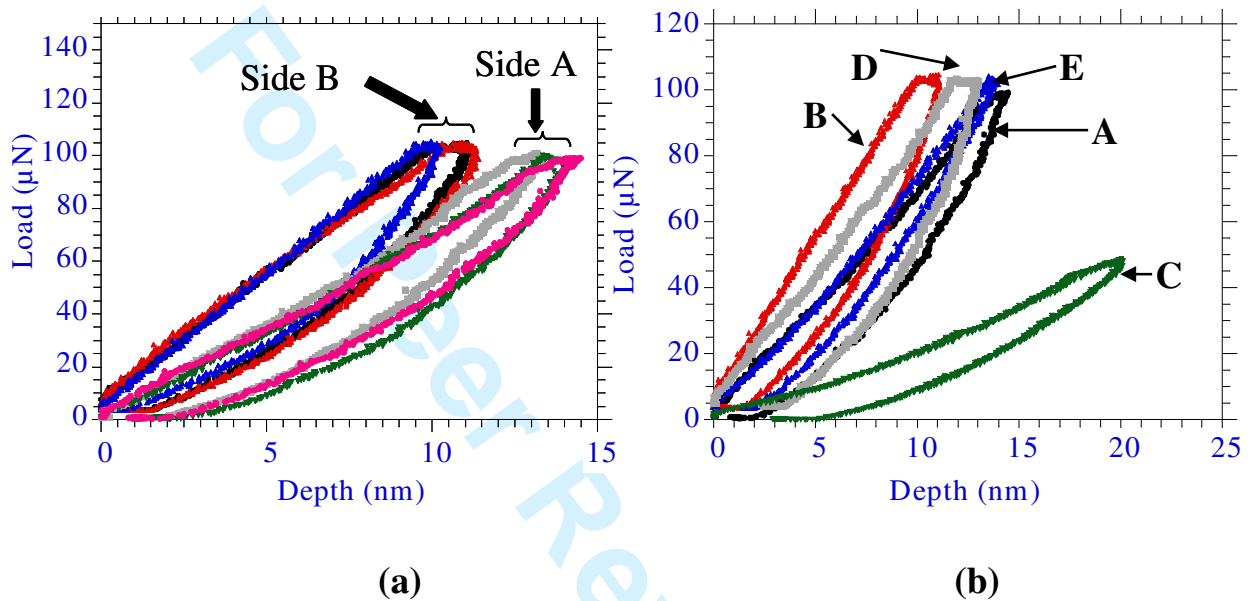 140
120
100
80
60
40
20
0
0 5 10 15
Load (μN)
Depth (nm)
Side B
Side A
(a)
120
100
80
60
40
20
0
0 5 10 15 20 25
Load (μN)
Depth (nm)
D
E
B
A
C
(b)
For Peer Re